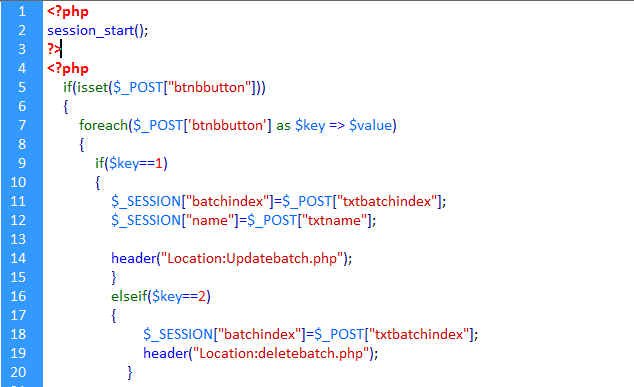 1 <?php
2 session_start();
3 ?>
4 <?php
5 if(isset($_POST["btnbbutton"]))
6 {
7 foreach($_POST['btnbbutton'] as $key => $value)
8 {
9 if($key==1)
10 {
11 $_SESSION["batchindex"]=$_POST["txtbatchindex"];
12 $_SESSION["name"]=$_POST["txtname"];
13
14 header("Location:Updatebatch.php");
15 }
16 elseif($key==2)
17 {
18 $_SESSION["batchindex"]=$_POST["txtbatchindex"];
19 header("Location:deletebatch.php");
20 }